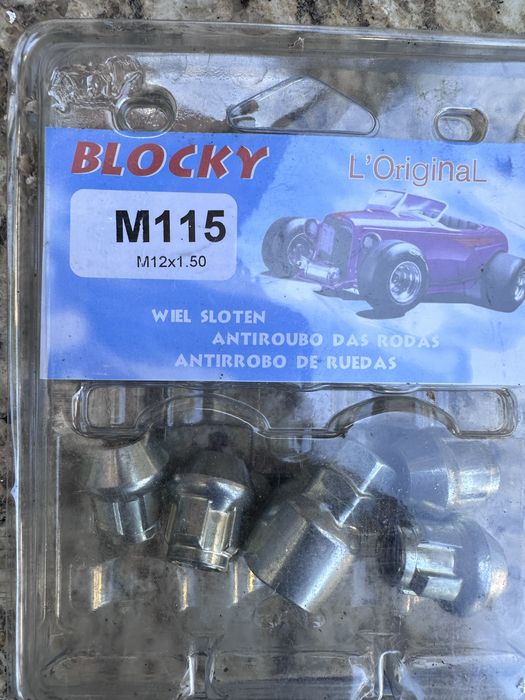 BLOCKY
L'OriginaL
M115
M12x1.50
WIEL SLOTEN
ANTIROUBO DAS RODAS
ANTIRROBO DE RUEDAS